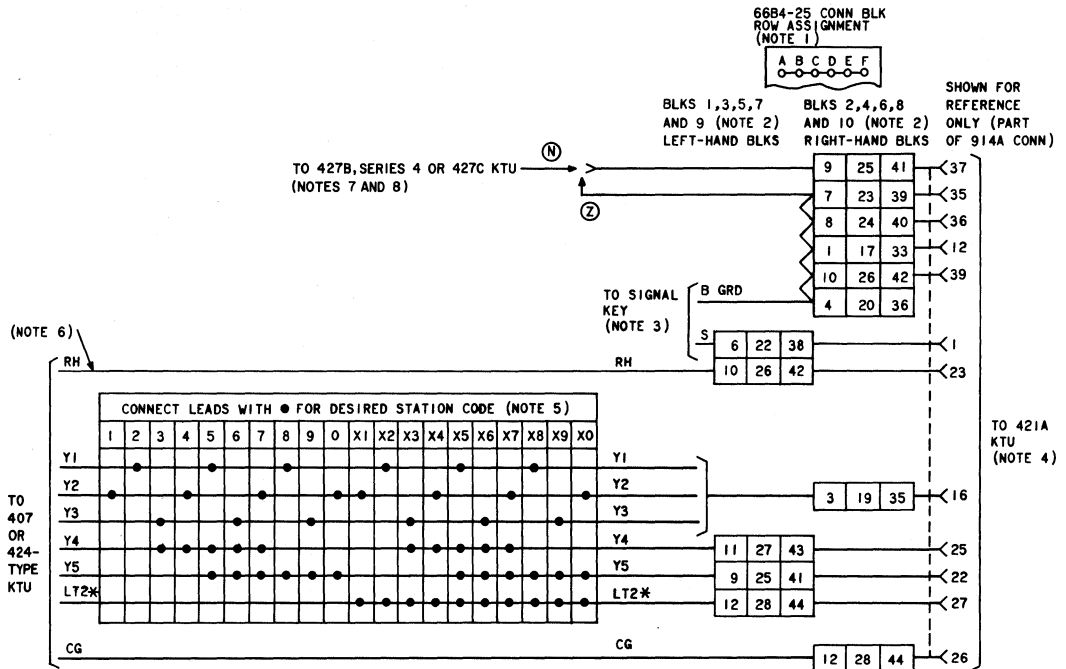 66B4-25 CONN BLK
ROW ASSIGNMENT
(NOTE 1)
A B C D E F
BLKS 1,3,5,7
AND 9 (NOTE 2)
LEFT-HAND BLKS
BLKS 2,4,6,8
AND 10 (NOTE 2)
RIGHT-HAND BLKS
SHOWN FOR
REFERENCE
ONLY (PART
OF 914A CONN)
TO 427B, SERIES 4 OR 427C KTU
(NOTES 7 AND 8)
N
Z
9 25 41 37
7 23 39 35
8 24 40 36
1 17 33 12
10 26 42 39
4 20 36
TO SIGNAL
KEY
(NOTE 3)
B GRD
S 6 22 38 1
(NOTE 6)
RH RH 10 26 42 23
CONNECT LEADS WITH ● FOR DESIRED STATION CODE (NOTE 5)
1 2 3 4 5 6 7 8 9 0 X1 X2 X3 X4 X5 X6 X7 X8 X9 X0
Y1 Y1
Y2 Y2 3 19 35 16
Y3 Y3
Y4 Y4 11 27 43 25
Y5 Y5 9 25 41 22
LT2* LT2* 12 28 44 27
CG CG 12 28 44 26
TO
407
OR
424-
TYPE
KTU
TO 421A
KTU
(NOTE 4)